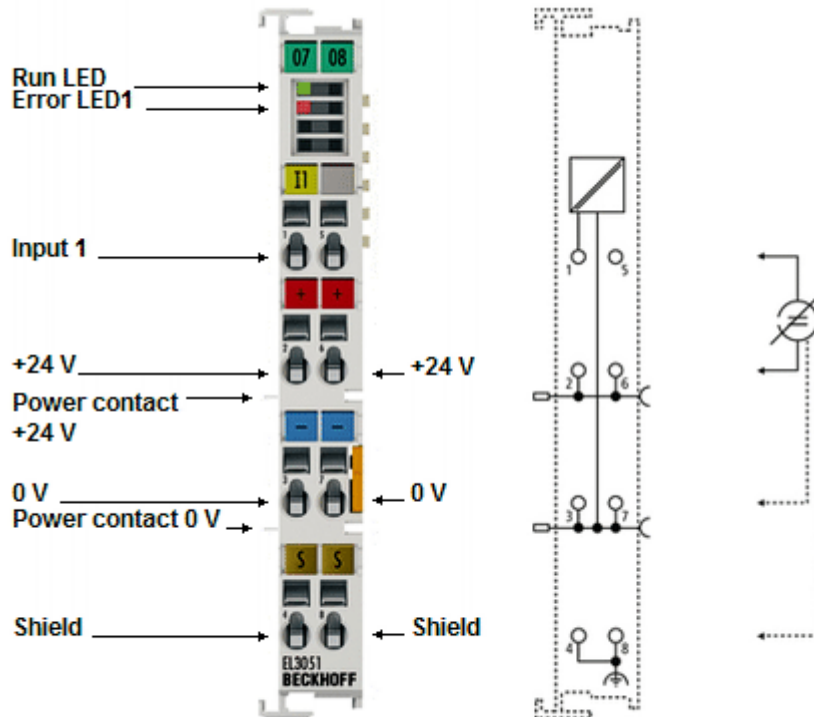 07 08
Run LED
Error LED1
I1
1 5
Input 1
1 5
+ +
2 6
+24 V
+24 V
2 6
Power contact
+24 V
- -
3 7
0 V
0 V
3 7
Power contact 0 V
S S
4 8
Shield
Shield
4 8
EL3051
BECKHOFF